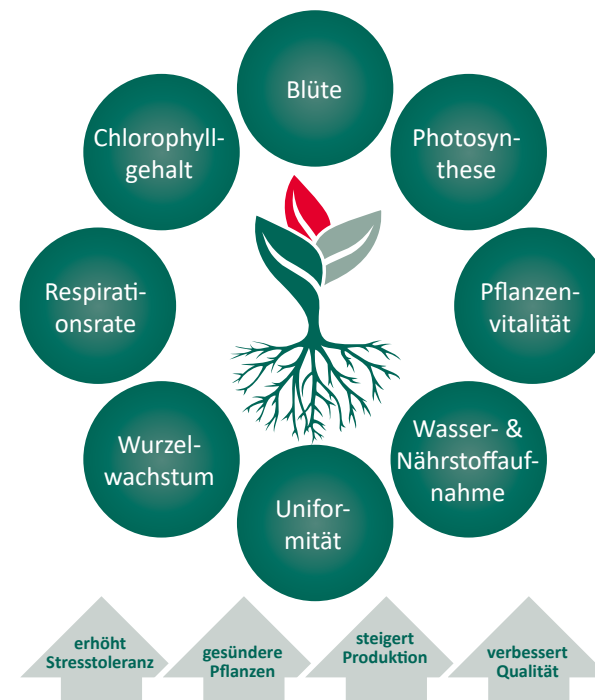 Blüte
Chlorophyll-
gehalt
Photosyn-
these
Respirati-
onsrate
Pflanzen-
vitalität
Wurzel-
wachstum
Wasser- &
Nährstoffauf-
nahme
Unifor-
mität
erhöht
Stresstoleranz
gesündere
Pflanzen
steigert
Produktion
verbessert
Qualität